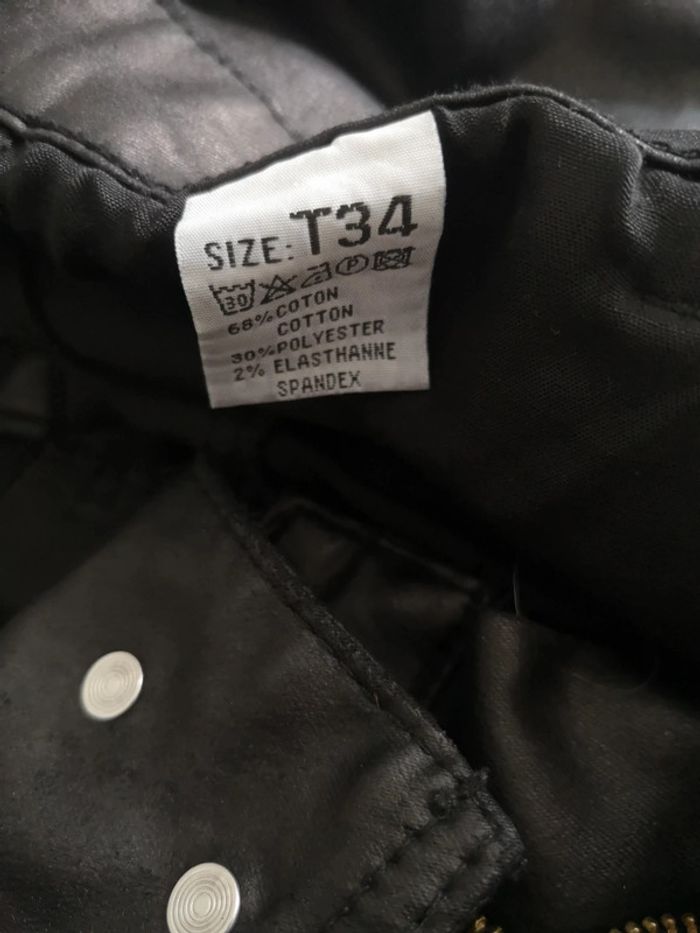 SIZE: T34
30 P
68% COTON
COTTON
30% POLYESTER
2% ELASTHANNE
SPANDEX